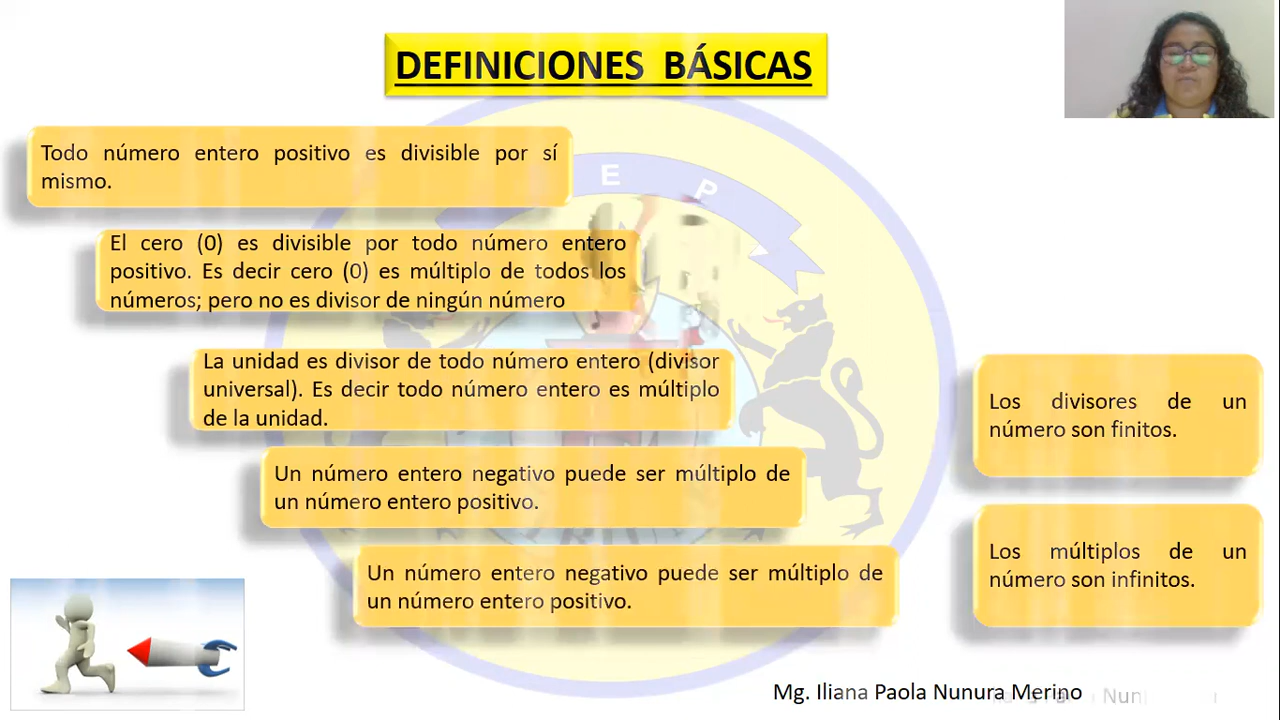 DEFINICIONES BÁSICAS
E P
Todo número entero positivo es divisible por sí
mismo.
El cero (0) es divisible por todo número entero
positivo. Es decir cero (0) es múltiplo de todos los
números; pero no es divisor de ningún número
La unidad es divisor de todo número entero (divisor
universal). Es decir todo número entero es múltiplo
de la unidad.
Un número entero negativo puede ser múltiplo de
un número entero positivo.
Un número entero negativo puede ser múltiplo de
un número entero positivo.
Los divisores de un
número son finitos.
Los múltiplos de un
número son infinitos.
Mg. Iliana Paola Nunura Merino